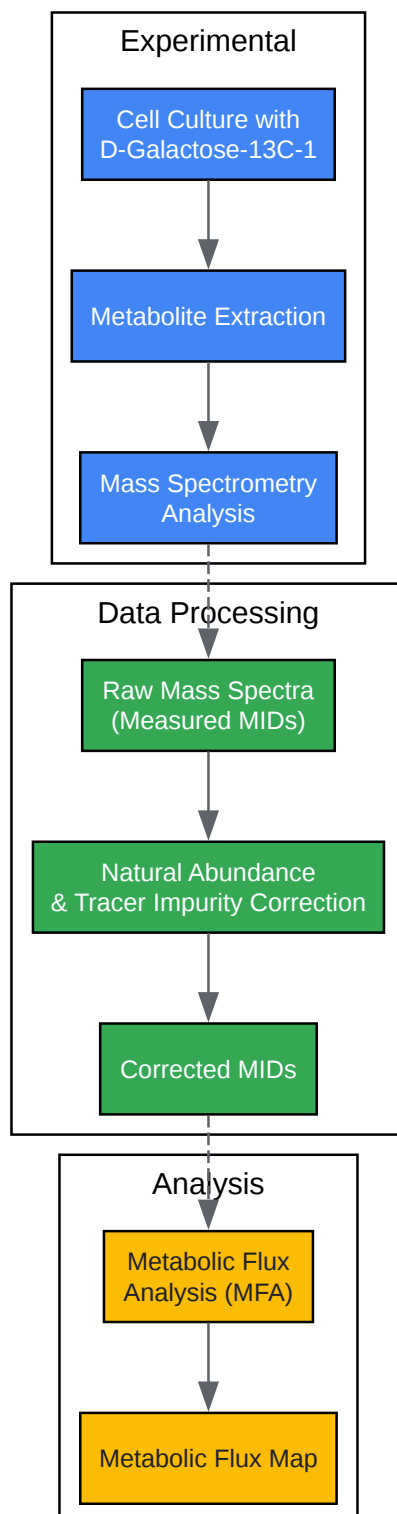 Experimental
Cell Culture with
D-Galactose-13C-1
Metabolite Extraction
Mass Spectrometry
Analysis
Data Processing
Raw Mass Spectra
(Measured MIDs)
Natural Abundance
& Tracer Impurity Correction
Corrected MIDs
Analysis
Metabolic Flux
Analysis (MFA)
Metabolic Flux Map